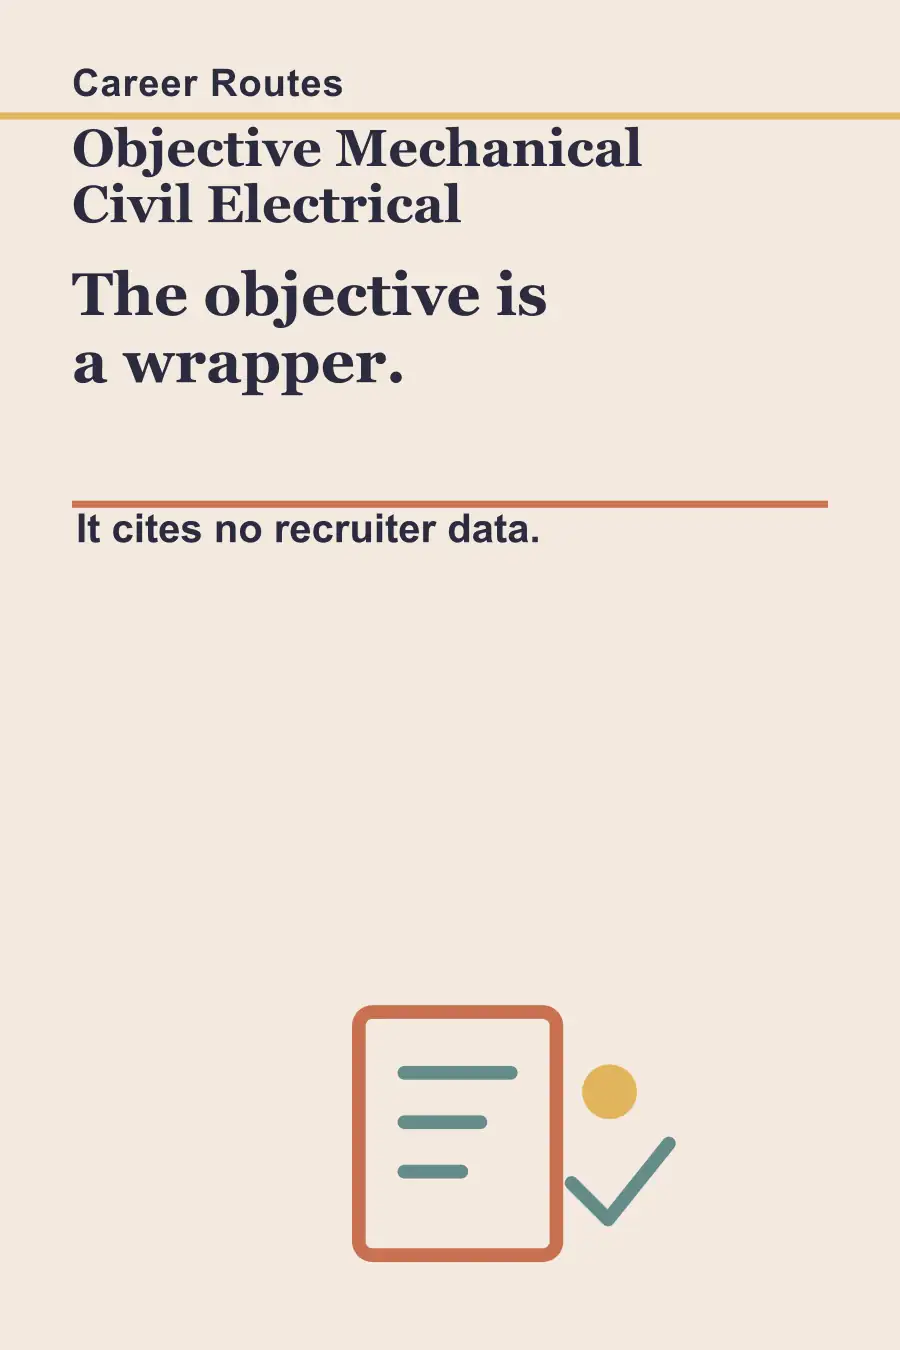 Career Routes
Objective Mechanical
Civil Electrical
The objective is
a wrapper.
It cites no recruiter data.